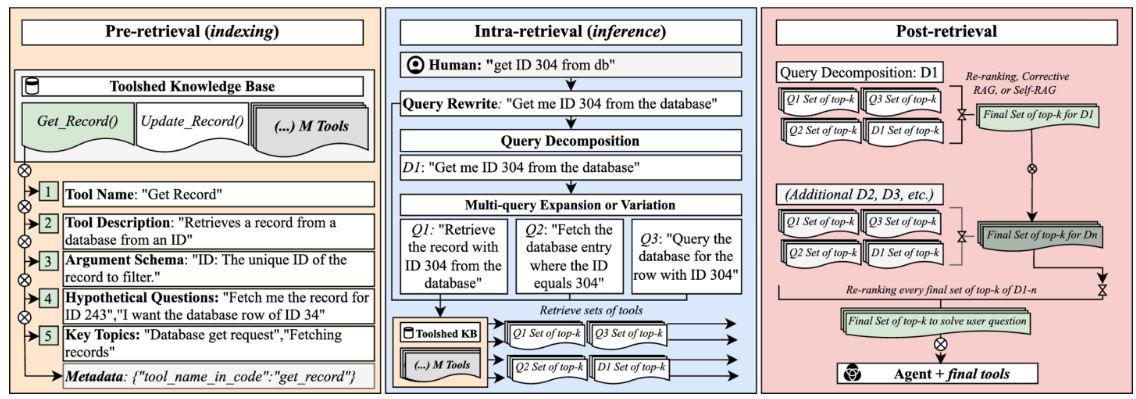 Pre-retrieval (indexing)
Toolshed Knowledge Base
Get_Record()
Update_Record()
(...) M Tools
1
Tool Name: "Get Record"
2
Tool Description: "Retrieves a record from a
database from an ID"
3
Argument Schema: "ID: The unique ID of the
record to filter."
4
Hypothetical Questions: "Fetch me the record for
ID 243","I want the database row of ID 34"
5
Key Topics: "Database get request","Fetching
records"
Metadata: {"tool_name_in_code":"get_record"}
Intra-retrieval (inference)
Human: "get ID 304 from db"
Query Rewrite: "Get me ID 304 from the database"
Query Decomposition
D1: "Get me ID 304 from the database"
Multi-query Expansion or Variation
Q1: "Retrieve
the record with
ID 304 from the
database"
Q2: "Fetch the
database entry
where the ID
equals 304"
Q3: "Query the
database for the
row with ID 304"
Retrieve sets of tools
Toolshed KB
(...) M Tools
Q1 Set of top-k
Q3 Set of top-k
Q2 Set of top-k
D1 Set of top-k
Post-retrieval
Query Decomposition: D1
Re-ranking, Corrective
RAG, or Self-RAG
Q1 Set of top-k
Q3 Set of top-k
Q2 Set of top-k
D1 Set of top-k
Final Set of top-k for D1
(Additional D2, D3, etc.)
Q1 Set of top-k
Q3 Set of top-k
Q2 Set of top-k
D1 Set of top-k
Final Set of top-k for Dn
Re-ranking every final set of top-k of D1-n
Final Set of top-k to solve user question
Agent + final tools